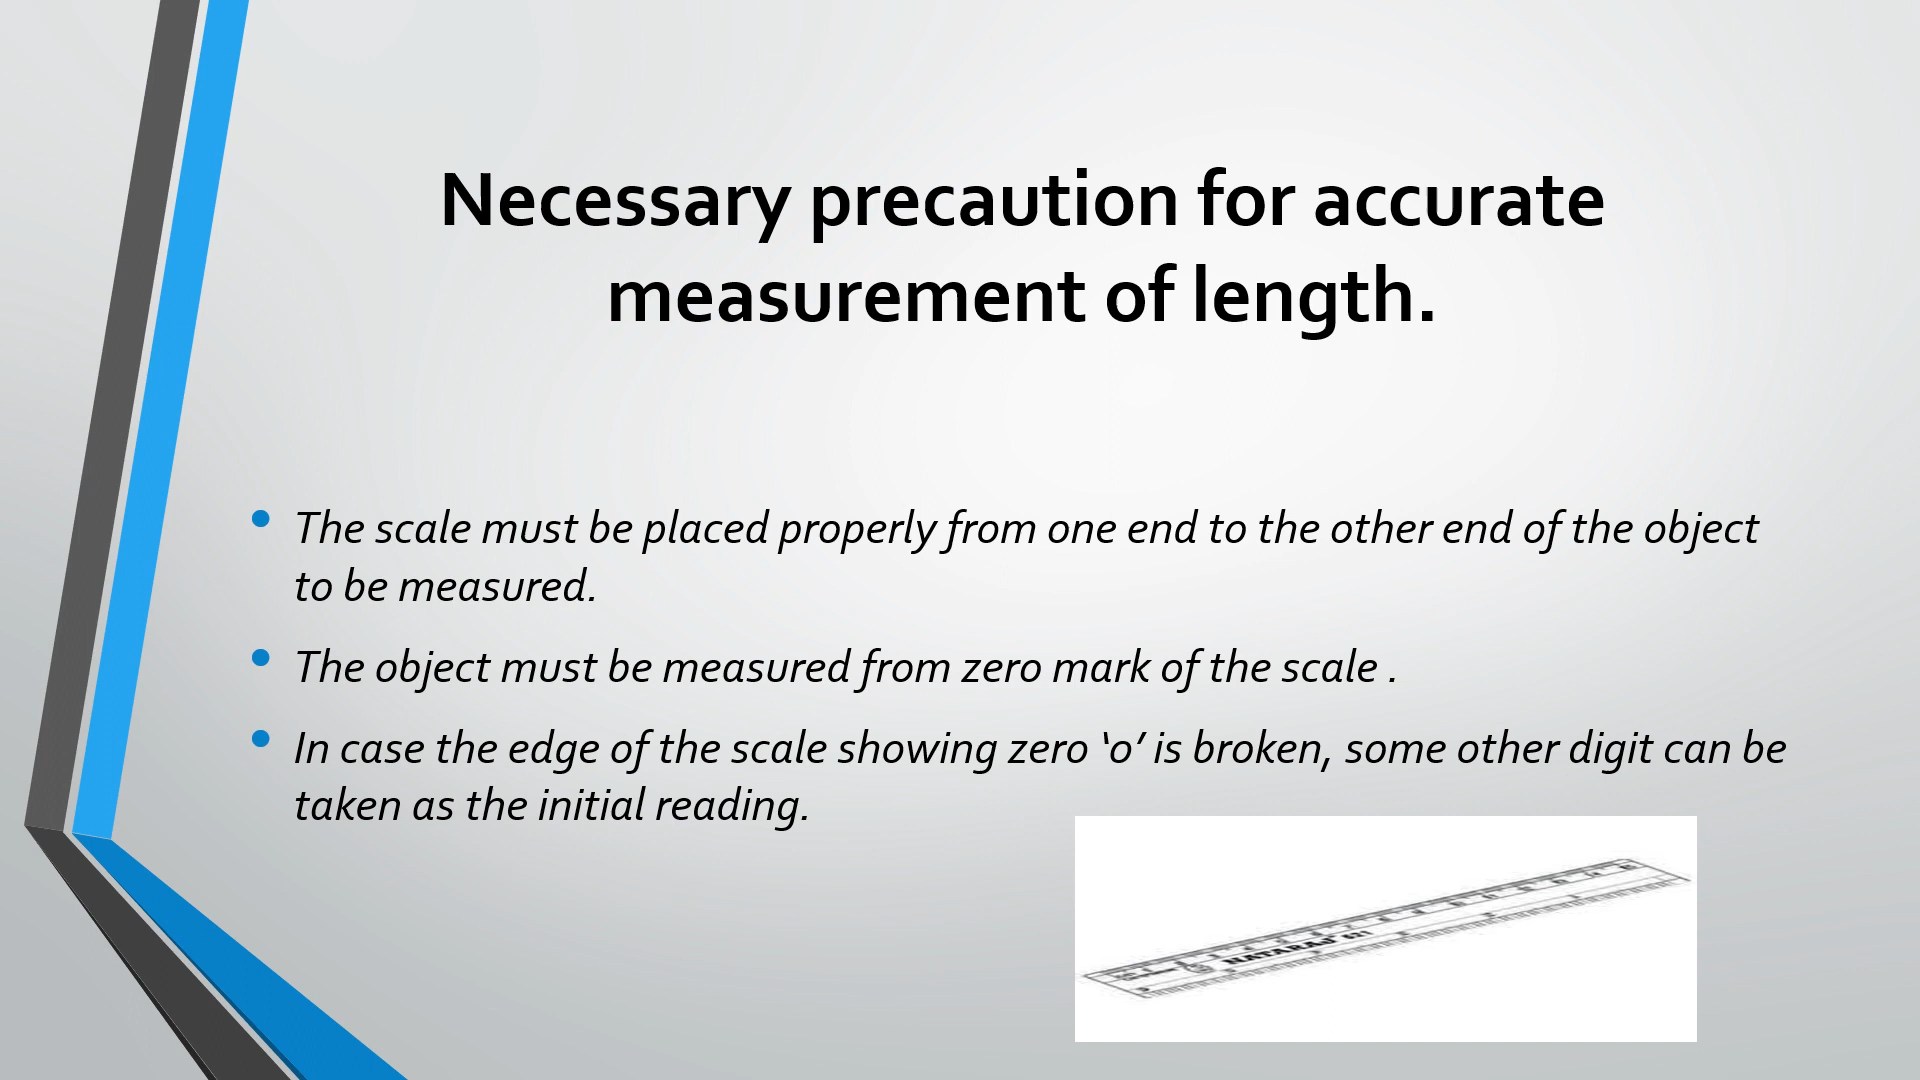 Necessary precaution for accurate
measurement of length.
• The scale must be placed properly from one end to the other end of the object
to be measured.
• The object must be measured from zero mark of the scale .
• In case the edge of the scale showing zero ‘0’ is broken, some other digit can be
taken as the initial reading.
NATARAJ 621